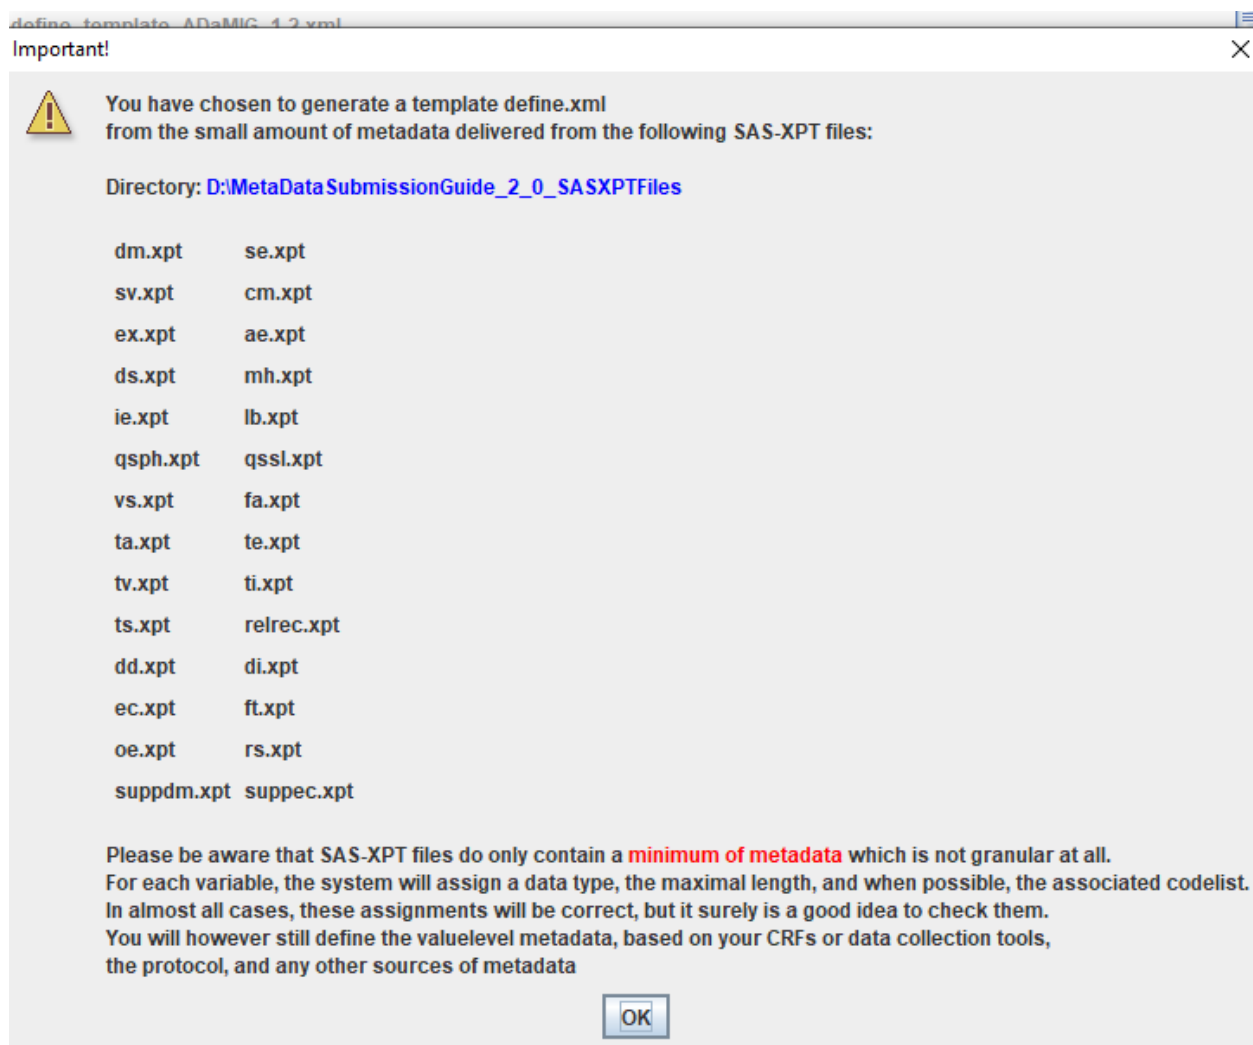 define_template_ADaMIG_1.2.xml
Important!
You have chosen to generate a template define.xml
from the small amount of metadata delivered from the following SAS-XPT files:
Directory: D:\MetaDataSubmissionGuide_2_0_SASXPTFiles
dm.xpt se.xpt
sv.xpt cm.xpt
ex.xpt ae.xpt
ds.xpt mh.xpt
ie.xpt lb.xpt
qsph.xpt qssl.xpt
vs.xpt fa.xpt
ta.xpt te.xpt
tv.xpt ti.xpt
ts.xpt relrec.xpt
dd.xpt di.xpt
ec.xpt ft.xpt
oe.xpt rs.xpt
suppdm.xpt suppec.xpt
Please be aware that SAS-XPT files do only contain a minimum of metadata which is not granular at all.
For each variable, the system will assign a data type, the maximal length, and when possible, the associated codelist.
In almost all cases, these assignments will be correct, but it surely is a good idea to check them.
You will however still define the valuelevel metadata, based on your CRFs or data collection tools,
the protocol, and any other sources of metadata
OK